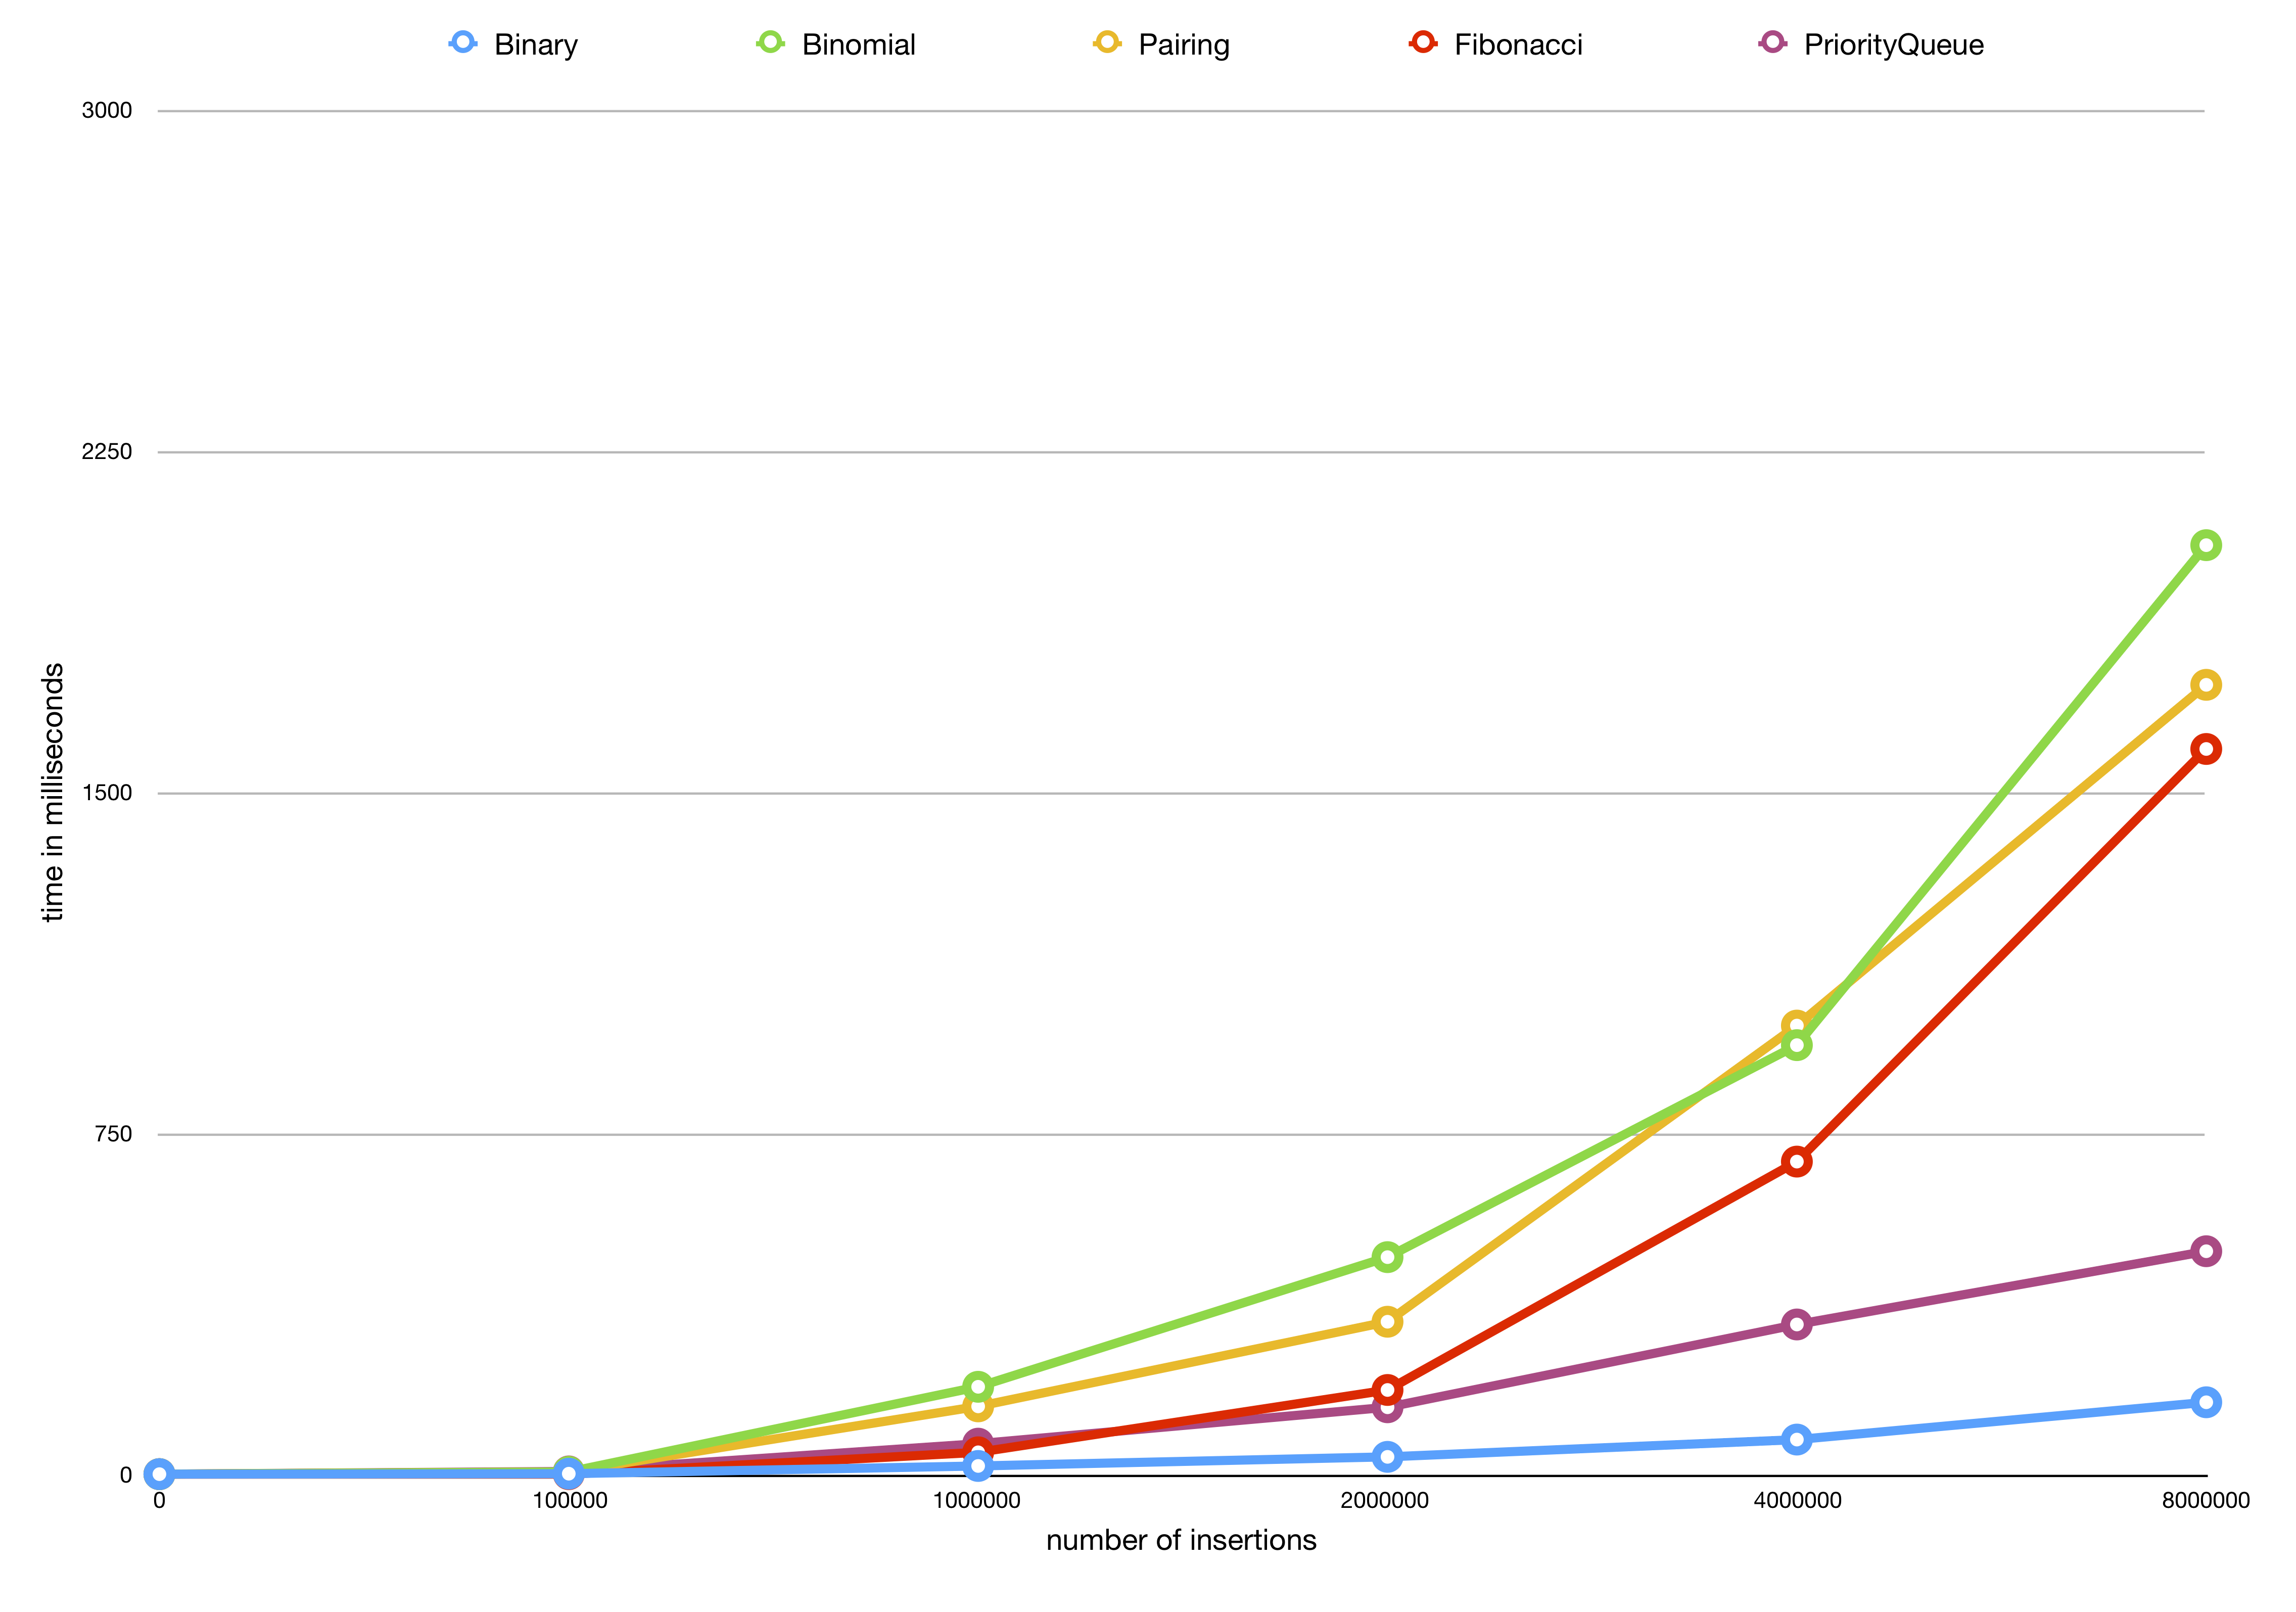 Binary
Binomial
Pairing
Fibonacci
PriorityQueue
3000
2250
1500
750
0
time in milliseconds
0
100000
1000000
2000000
4000000
8000000
number of insertions